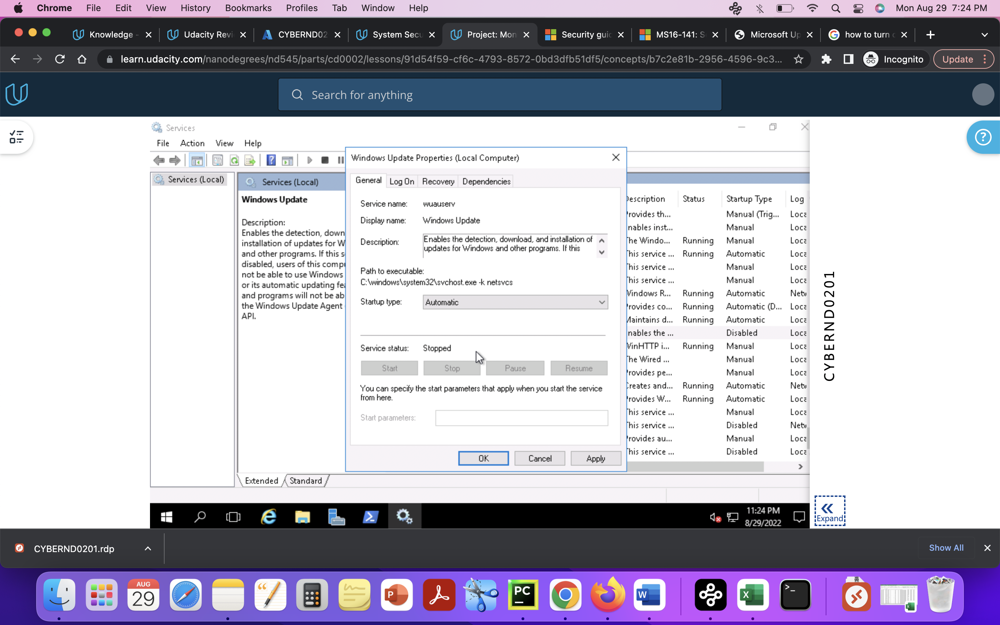 Chrome File Edit View History Bookmarks Profiles Tab Window Help Mon Aug 29 7:24 PM
Knowledge - Udacity Revi CYBERND02 System Secu Project: Mon Security guid MS16-141: S Microsoft Up how to turn
learn.udacity.com/nanodegrees/nd545/parts/cd0002/lessons/91d54f59-cf6c-4793-8572-0bd3dfb51df5/concepts/b7c2e81b-2956-4596-9c3... Incognito Update
Search for anything
Services
File Action View Help
Services (Local)
Services (Local)
Windows Update
Description:
Enables the detection, down
installation of updates for W
and other programs. If this s
disabled, users of this compu
not be able to use Windows
or its automatic updating fea
and programs will not be ab
the Windows Update Agent
API.
Windows Update Properties (Local Computer)
General Log On Recovery Dependencies
Service name: wuauserv
Display name: Windows Update
Description: Enables the detection, download, and installation of
updates for Windows and other programs. If this
Path to executable:
C:\windows\system32\svchost.exe -k netsvcs
Startup type: Automatic
Service status: Stopped
Start Stop Pause Resume
You can specify the start parameters that apply when you start the service
from here.
Start parameters:
OK Cancel Apply
Description Status Startup Type Log
rovides th... Manual (Trig... Loca
nables inst... Manual Loca
he Windo... Running Manual Loca
his service ... Running Automatic Loca
his service ... Manual Loca
his service ... Manual Loca
Windows R... Running Automatic Netw
rovides co... Running Automatic (D... Loca
Maintains d... Running Automatic Loca
nables the ... Disabled Loca
WinHTTP i... Running Manual Loca
he Wired ... Manual Loca
rovides pe... Manual Loca
reates and... Running Automatic Netw
rovides W... Running Automatic Loca
his service ... Manual Loca
his service ... Disabled Netw
rovides au... Manual Loca
his service ... Disabled Loca
Extended Standard
CYBERND0201
Expand
11:24 PM
8/29/2022
CYBERND0201.rdp Show All
AUG
29
P
PC
W
X
>_